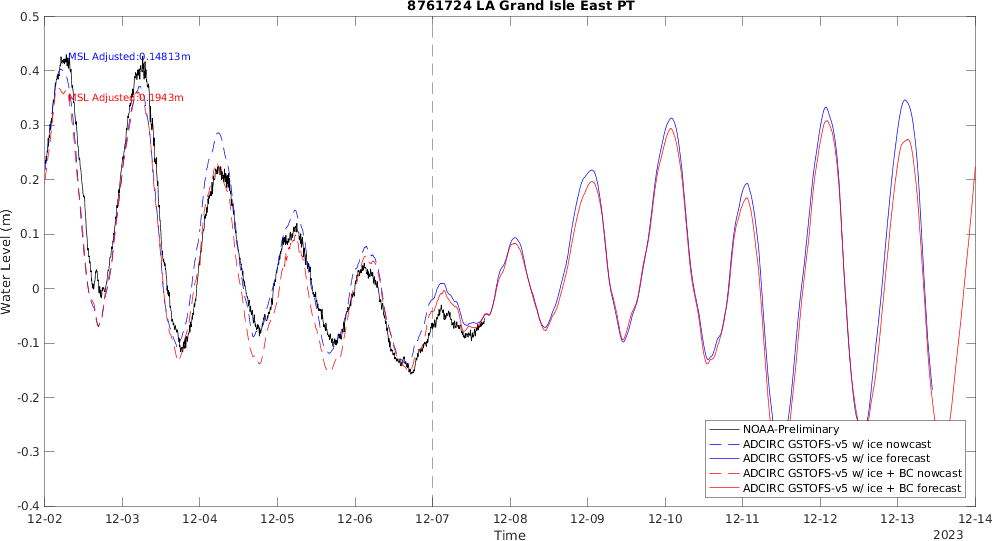 8761724 LA Grand Isle East PT
0.5
0.4
0.3
0.2
0.1
0
-0.1
-0.2
-0.3
-0.4
Water Level (m)
MSL Adjusted:0.14813m
MSL Adjusted:0.1943m
NOAA-Preliminary
ADCIRC GSTOFS-v5 w/ ice nowcast
ADCIRC GSTOFS-v5 w/ ice forecast
ADCIRC GSTOFS-v5 w/ ice + BC nowcast
ADCIRC GSTOFS-v5 w/ ice + BC forecast
12-02 12-03 12-04 12-05 12-06 12-07 12-08 12-09 12-10 12-11 12-12 12-13 12-14
Time
2023